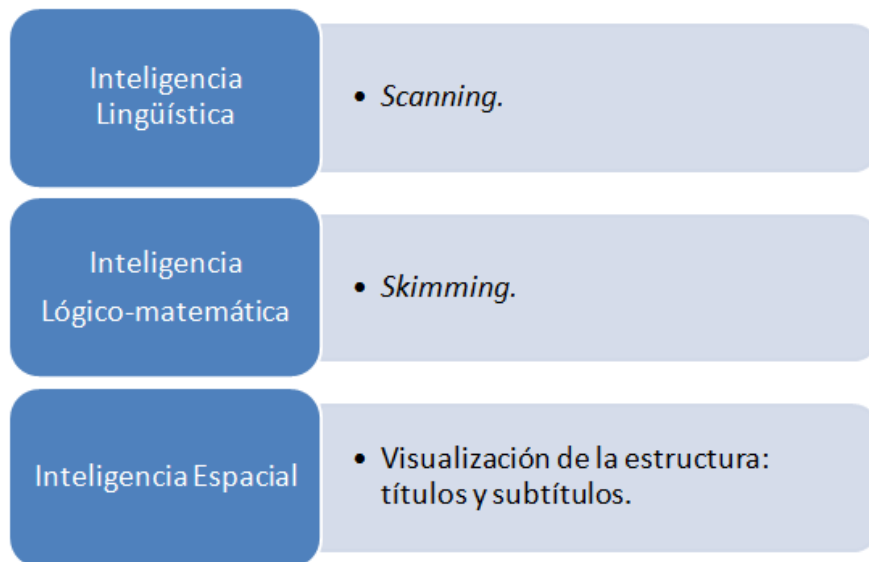 Inteligencia
Lingüística
• Scanning.
Inteligencia
Lógico-matemática
• Skimming.
Inteligencia Espacial
• Visualización de la estructura:
títulos y subtítulos.